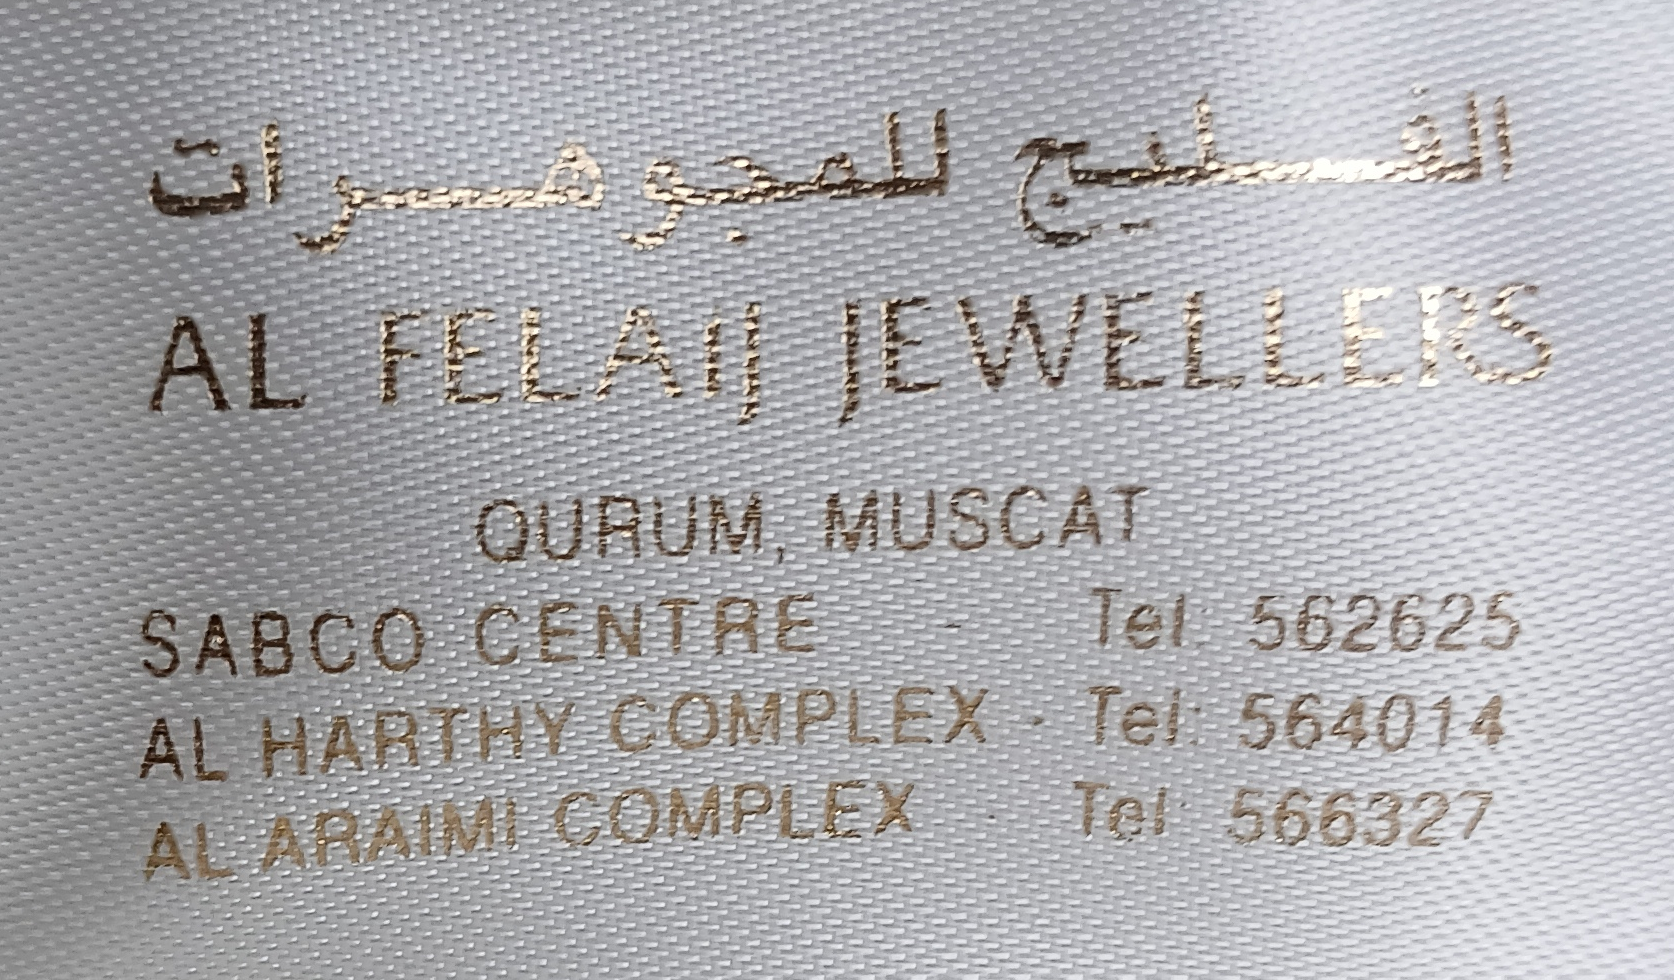 الفليج للمجوهرات
AL FELAIJ JEWELLERS
QURUM, MUSCAT
SABCO CENTRE - Tel: 562625
AL HARTHY COMPLEX - Tel: 564014
AL ARAIMI COMPLEX - Tel: 566327